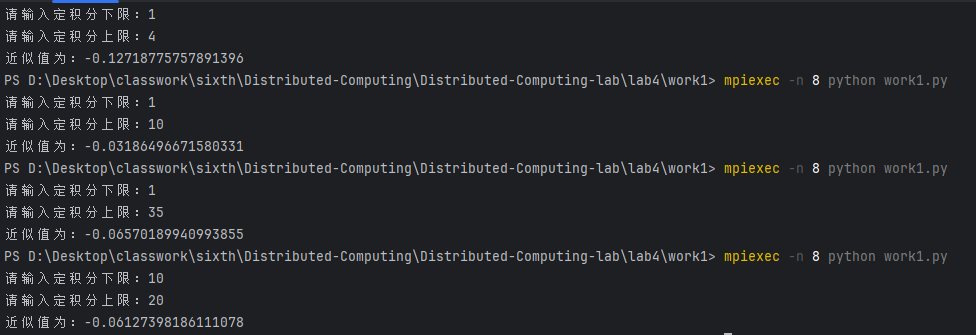 请输入定积分下限：1
请输入定积分上限：4
近似值为：-0.12718775757891396
PS D:\Desktop\classwork\sixth\Distributed-Computing\Distributed-Computing-lab\lab4\work1> mpiexec -n 8 python work1.py
请输入定积分下限：1
请输入定积分上限：10
近似值为：-0.03186496671580331
PS D:\Desktop\classwork\sixth\Distributed-Computing\Distributed-Computing-lab\lab4\work1> mpiexec -n 8 python work1.py
请输入定积分下限：1
请输入定积分上限：35
近似值为：-0.06570189940993855
PS D:\Desktop\classwork\sixth\Distributed-Computing\Distributed-Computing-lab\lab4\work1> mpiexec -n 8 python work1.py
请输入定积分下限：10
请输入定积分上限：20
近似值为：-0.06127398186111078